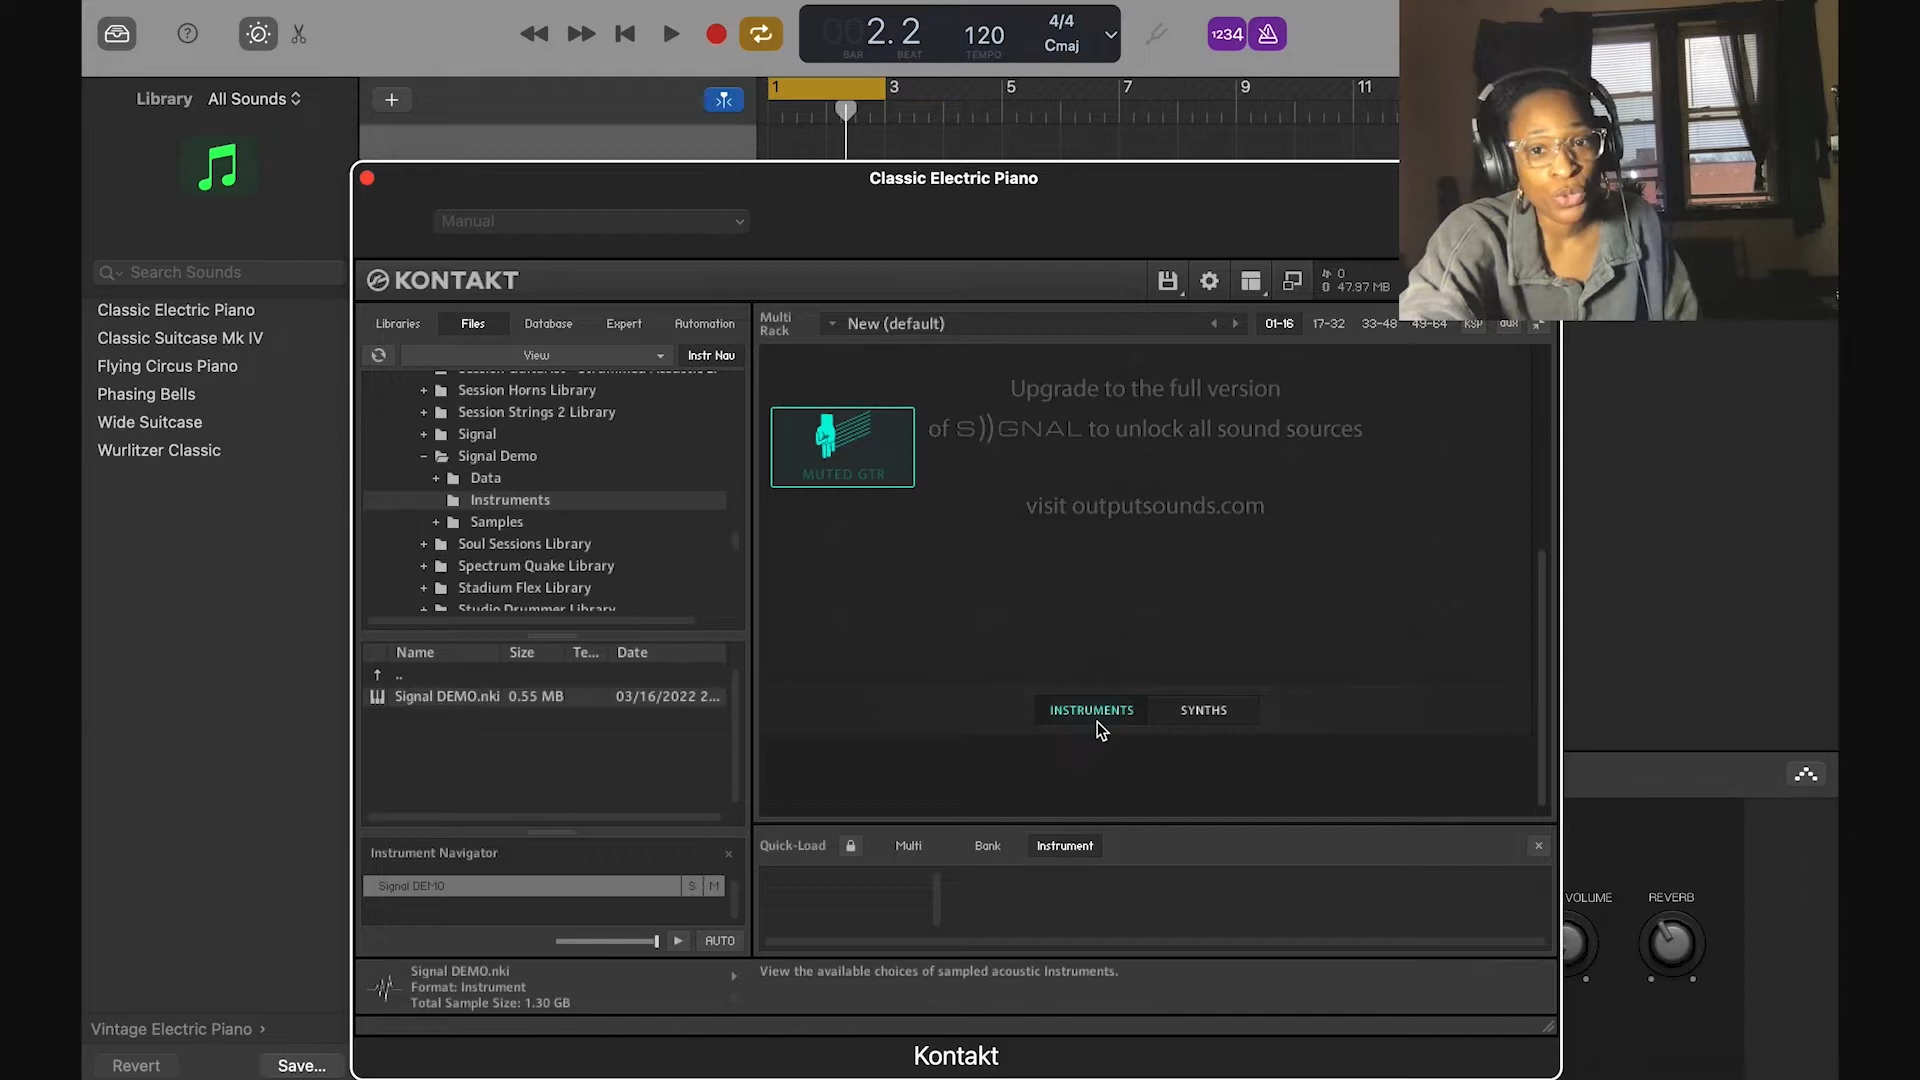 1234
00 2. 2
BAR
BEAT
120
TEMPO
4/4
Cmaj
Library
All Sounds
1
3
5
7
9
11
Classic Electric Piano
Manual
Search Sounds
Classic Electric Piano
Classic Suitcase Mk IV
Flying Circus Piano
Phasing Bells
Wide Suitcase
Wurlitzer Classic
KONTAKT
0
47.97 MB
Libraries
Files
Database
Expert
Automation
Multi
Rack
New (default)
01-16
17-32
33-48
49-64
KSP
aux
View
Instr Nav
Session Horns Library
Session Strings 2 Library
Signal
Signal Demo
Data
Instruments
Samples
Soul Sessions Library
Spectrum Quake Library
Stadium Flex Library
Studio Drummer Library
Upgrade to the full version
of S))GNAL to unlock all sound sources
visit outputsounds.com
MUTED GTR
Name
Size
Te...
Date
..
Signal DEMO.nki
0.55 MB
03/16/2022 2...
INSTRUMENTS
SYNTHS
Quick-Load
Multi
Bank
Instrument
Instrument Navigator
Signal DEMO
S
M
AUTO
Signal DEMO.nki
Format: Instrument
Total Sample Size: 1.30 GB
View the available choices of sampled acoustic Instruments.
VOLUME
REVERB
Vintage Electric Piano
Revert
Save...
Kontakt